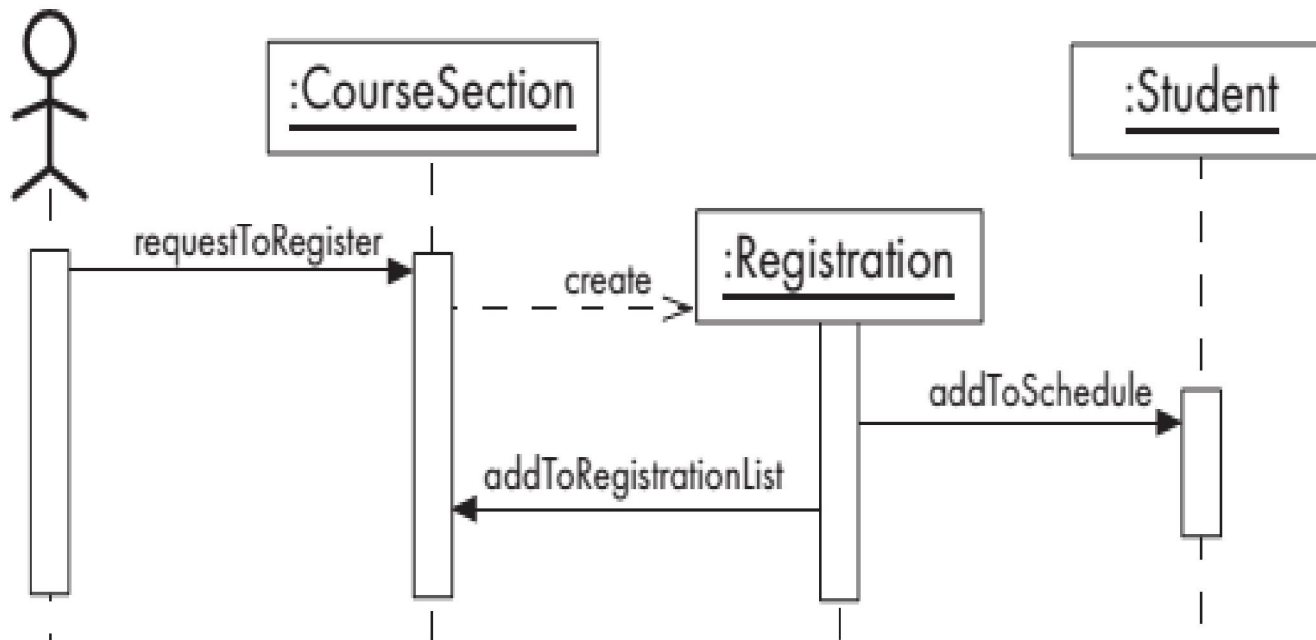 :CourseSection
:Student
requestToRegister
create
:Registration
addToSchedule
addToRegistrationList